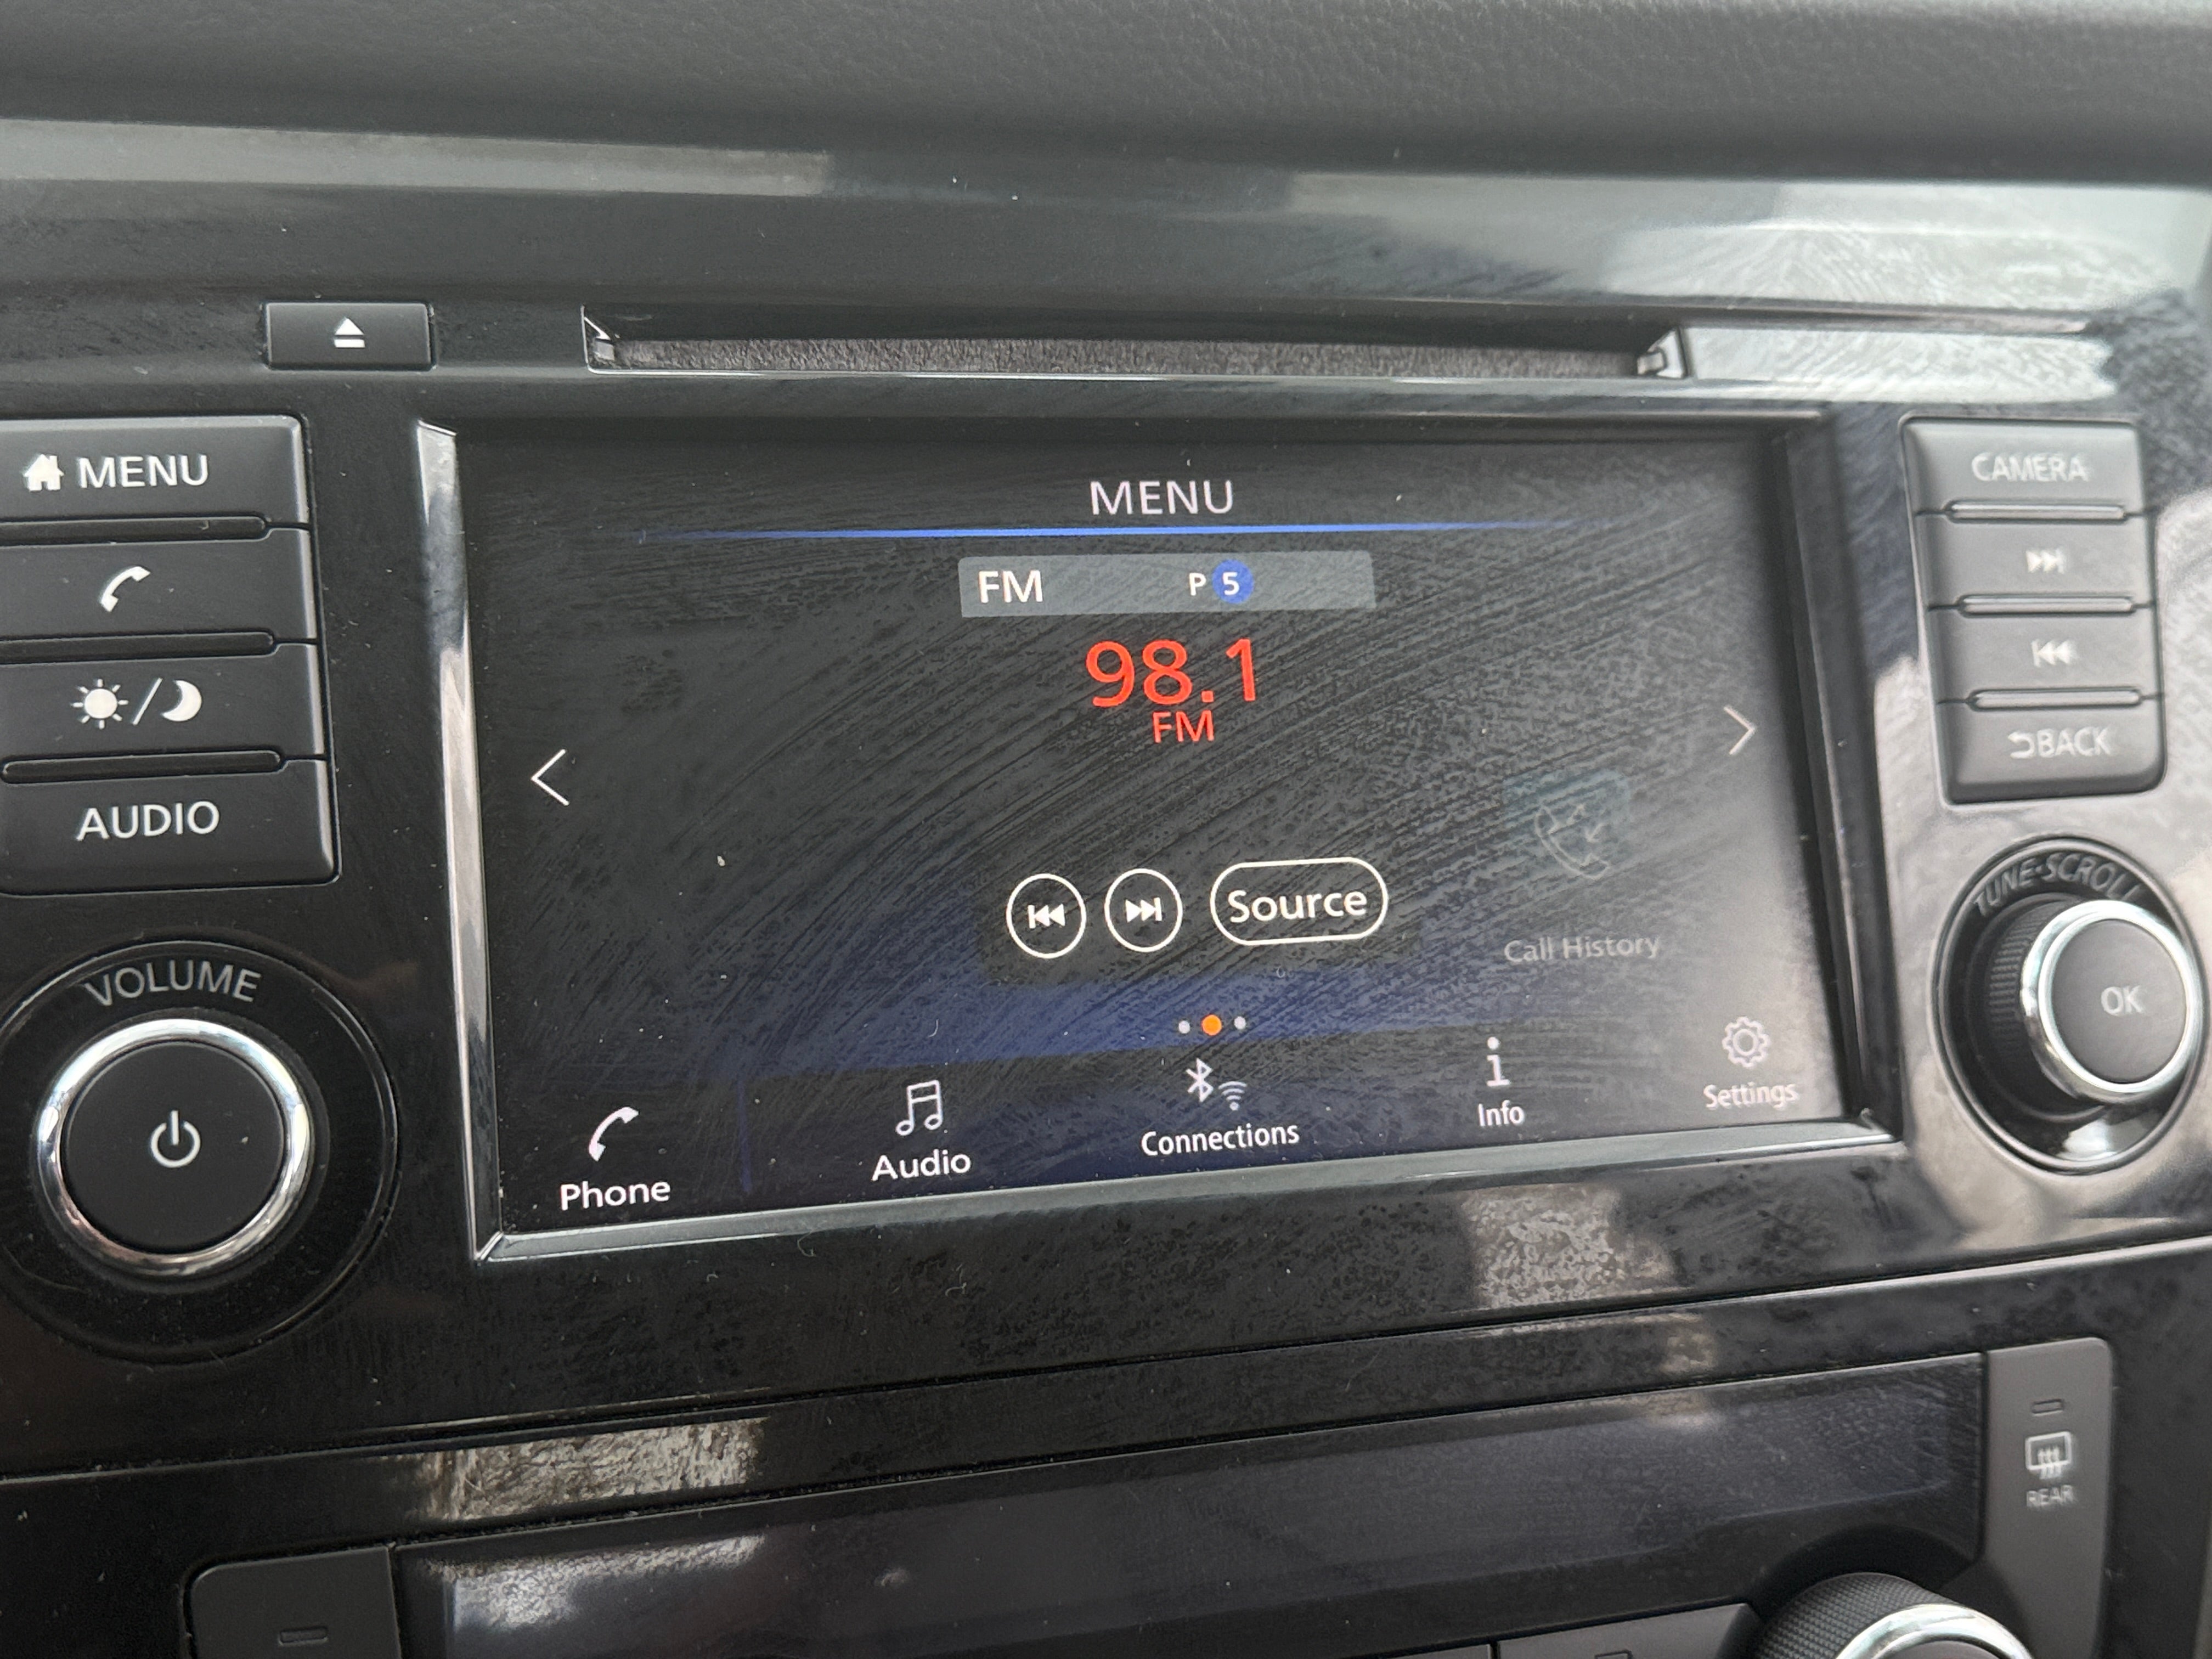 MENU
AUDIO
VOLUME
MENU
FM P 5
98.1
FM
Source
Call History
Phone
Audio
Connections
Info
Settings
CAMERA
BACK
TUNE·SCROLL
OK
REAR